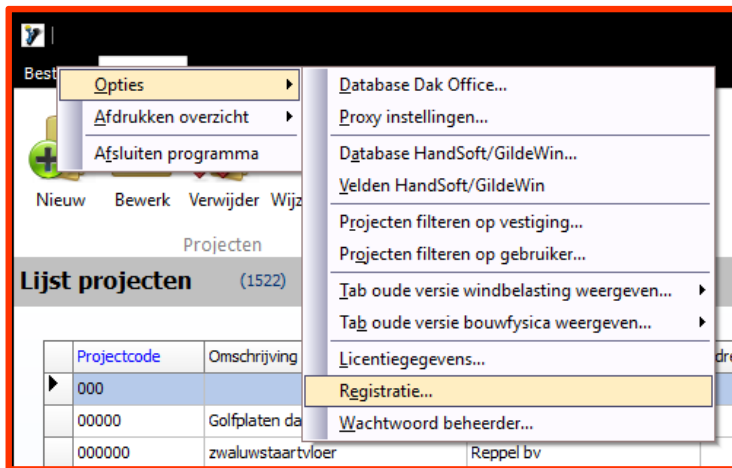 Best
Opties
Afdrukken overzicht
Afsluiten programma
Database Dak Office...
Proxy instellingen...
Database HandSoft/GildeWin...
Velden HandSoft/GildeWin
Projecten filteren op vestiging...
Projecten filteren op gebruiker...
Tab oude versie windbelasting weergeven...
Tab oude versie bouwfysica weergeven...
Licentiegegevens...
Registratie...
Wachtwoord beheerder...
Nieuw Bewerk Verwijder Wijz
Projecten
Lijst projecten (1522)
Projectcode Omschrijving dre
000
00000 Golfplaten da
000000 zwaluwstaartvloer Reppel bv